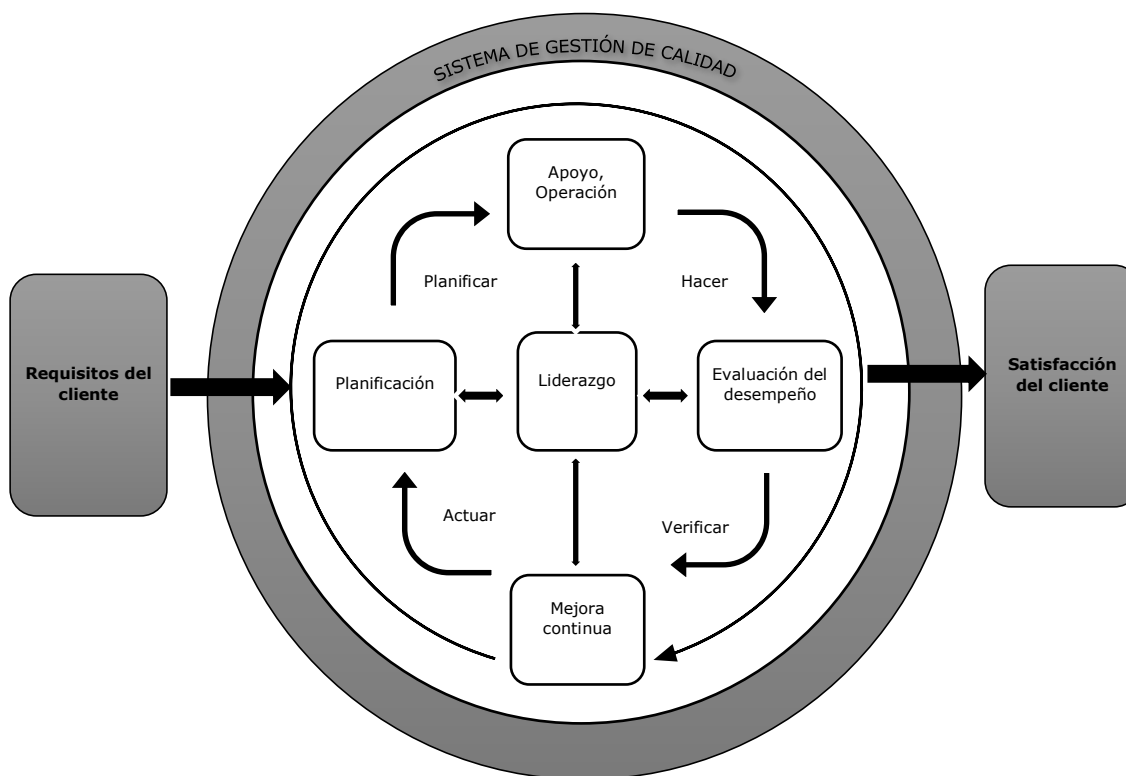 SISTEMA DE GESTIÓN DE CALIDAD
Apoyo,
Operación
Planificar
Hacer
Requisitos del
cliente
Planificación
Liderazgo
Evaluación del
desempeño
Satisfacción
del cliente
Actuar
Verificar
Mejora
continua